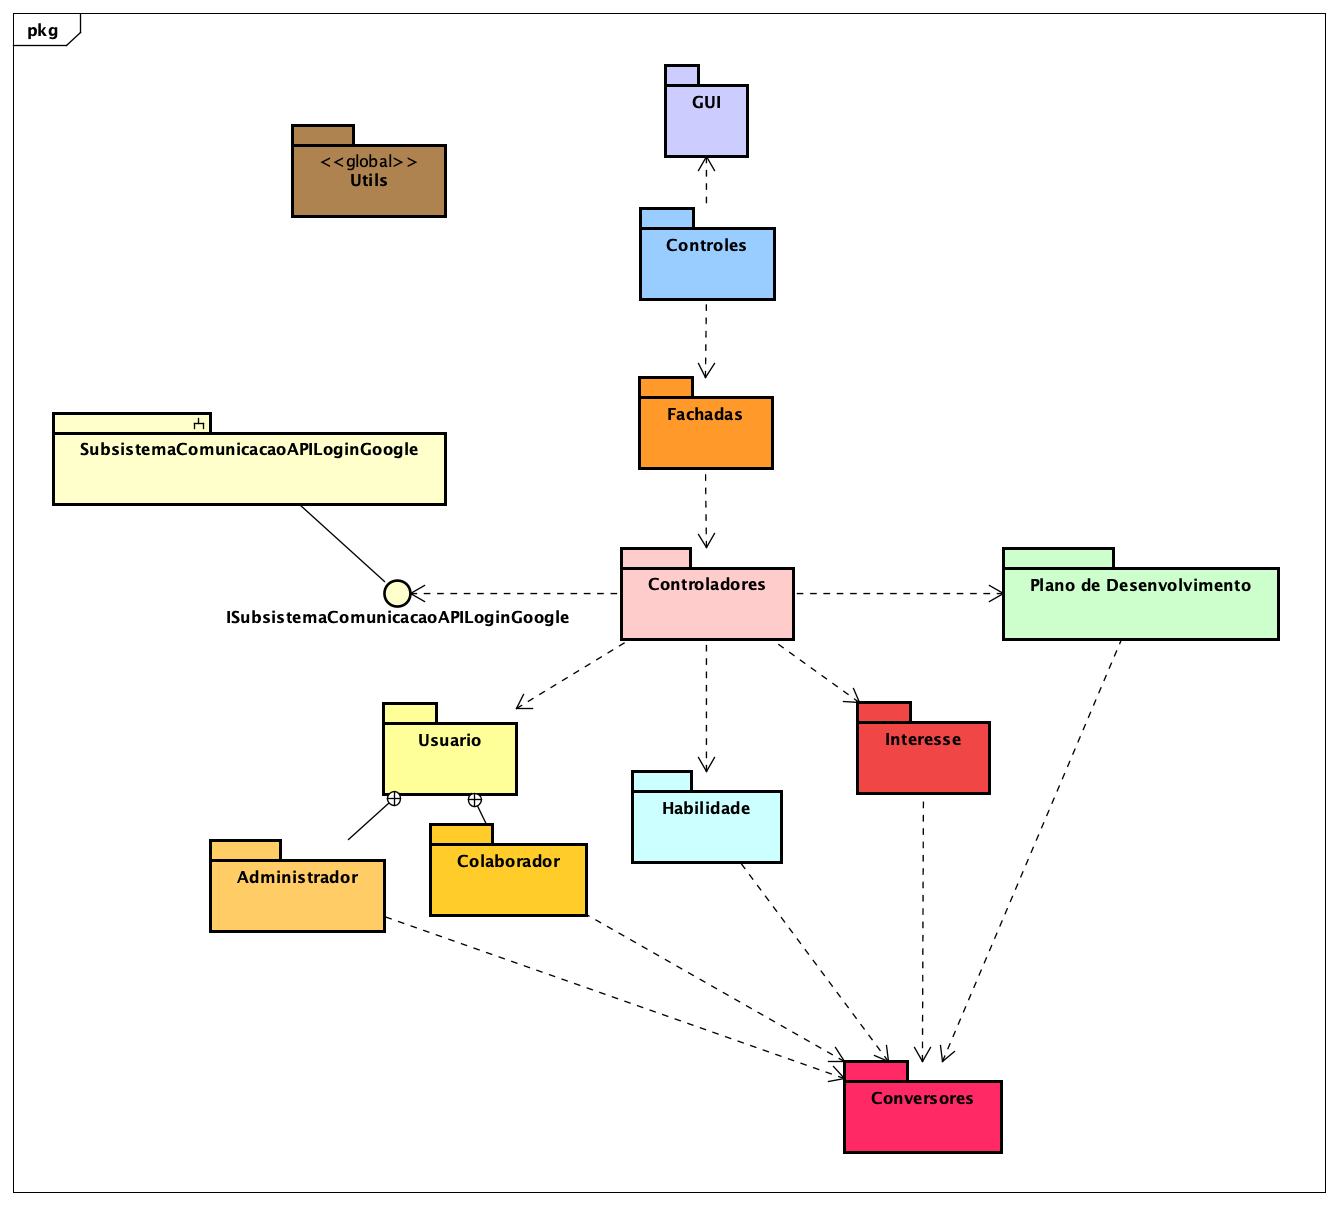 pkg
GUI
<<global>>
Utils
Controles
Fachadas
SubsistemaComunicacaoAPILoginGoogle
Controladores
Plano de Desenvolvimento
ISubsistemaComunicacaoAPILoginGoogle
Usuario
Interesse
Habilidade
Colaborador
Administrador
Conversores